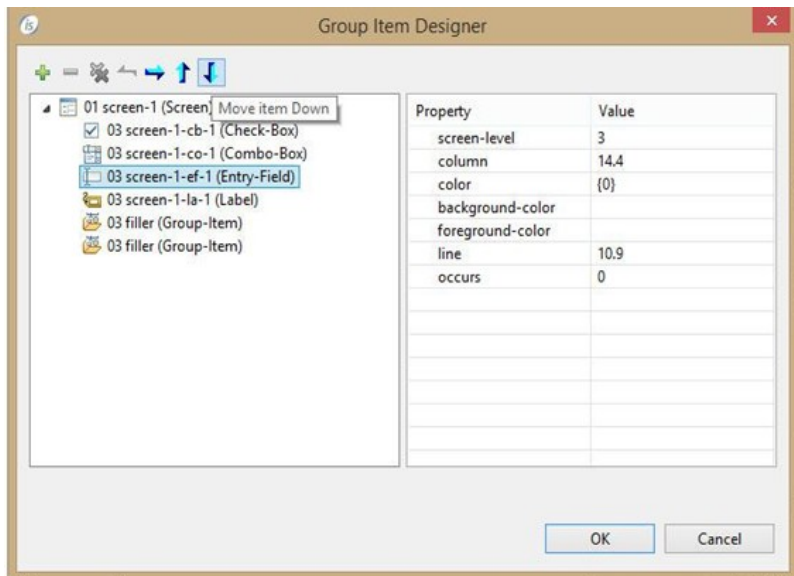 is
Group Item Designer
01 screen-1 (Screen)
Move item Down
03 screen-1-cb-1 (Check-Box)
03 screen-1-co-1 (Combo-Box)
03 screen-1-ef-1 (Entry-Field)
03 screen-1-la-1 (Label)
03 filler (Group-Item)
03 filler (Group-Item)
Property Value
screen-level 3
column 14.4
color {0}
background-color
foreground-color
line 10.9
occurs 0
OK Cancel